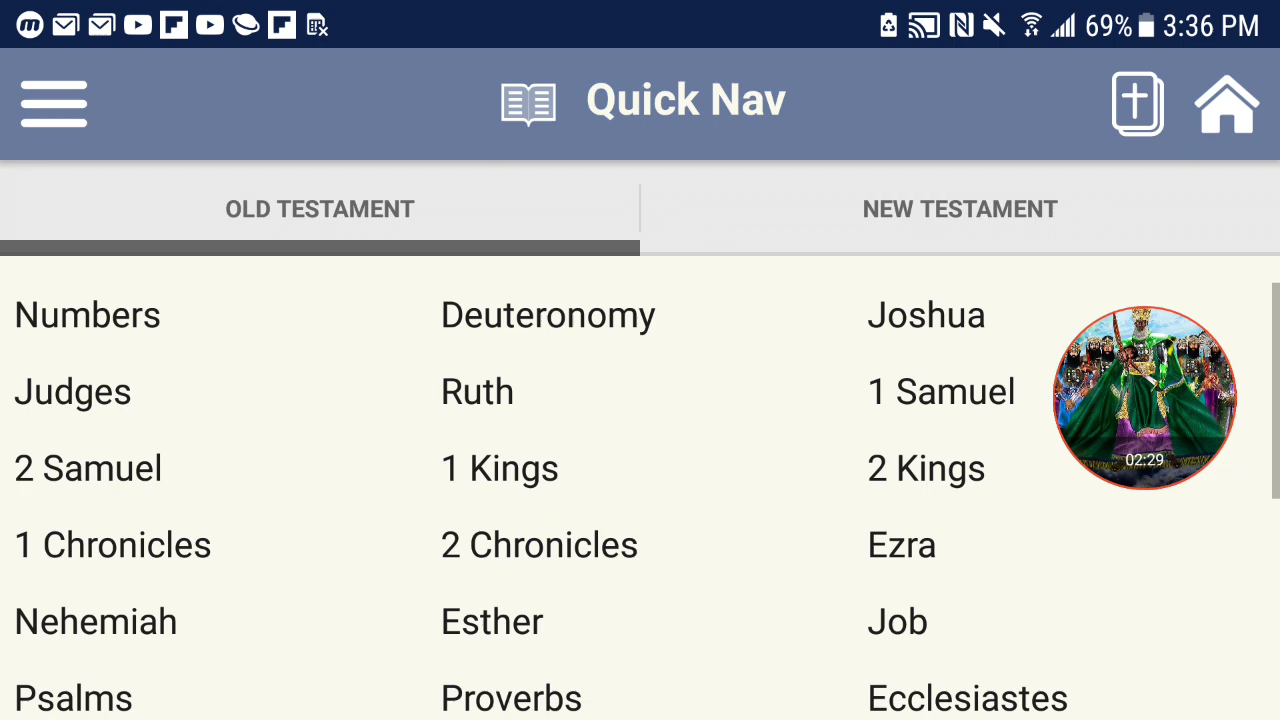 69% 3:36 PM
Quick Nav
OLD TESTAMENT NEW TESTAMENT
Numbers Deuteronomy Joshua
Judges Ruth 1 Samuel
2 Samuel 1 Kings 2 Kings
02:29
1 Chronicles 2 Chronicles Ezra
Nehemiah Esther Job
Psalms Proverbs Ecclesiastes